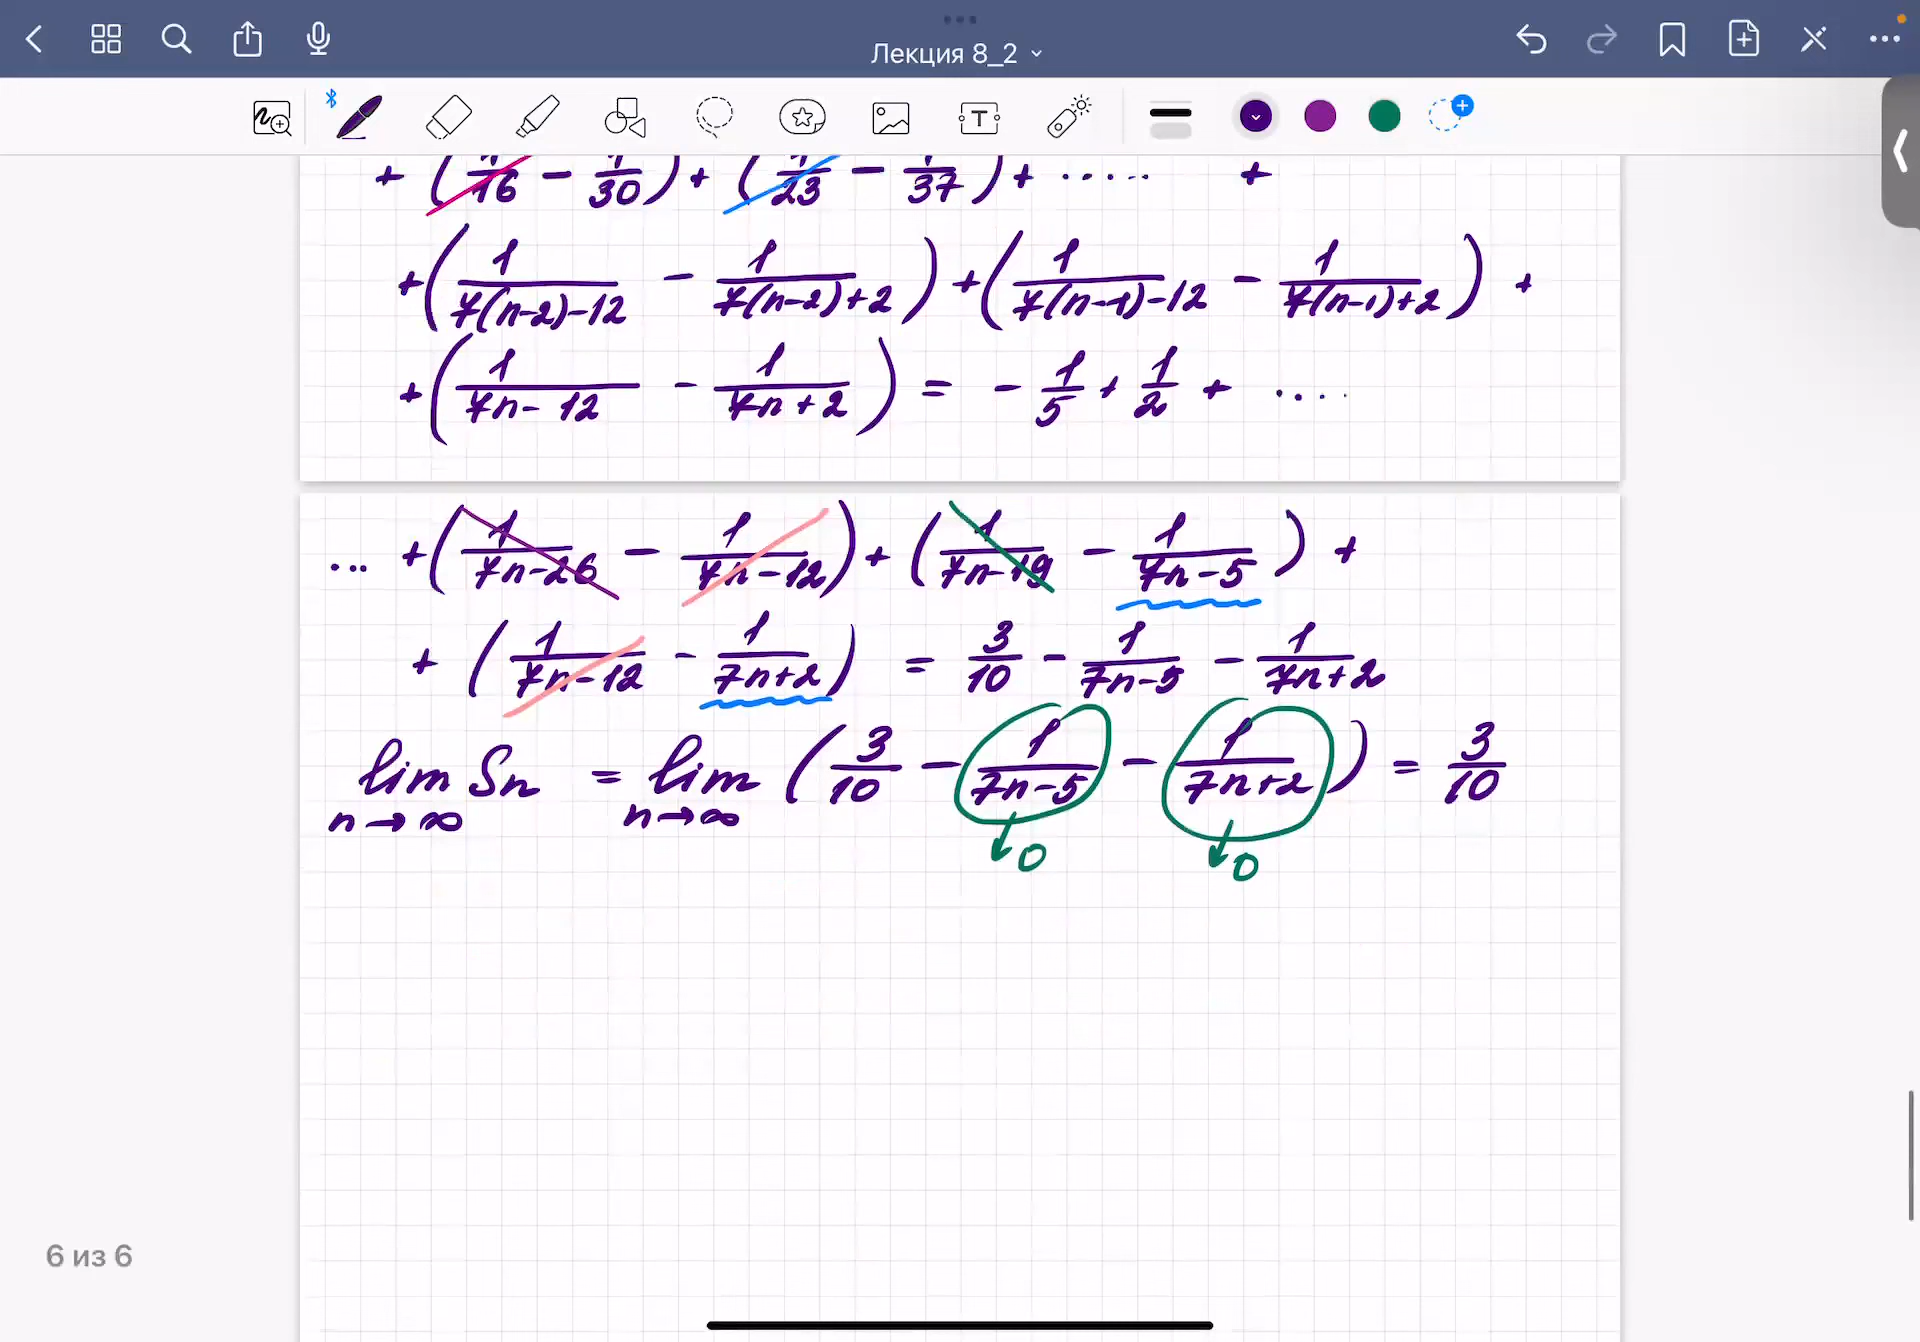 Лекция 8_2
+ (1/16 − 1/30) + (1/23 − 1/37) + ..... +
+ (1/(7(n−2)−12) − 1/(7(n−2)+2)) + (1/(7(n−1)−12) − 1/(7(n−1)+2)) +
+ (1/(7n−12) − 1/(7n+2)) = − 1/5 + 1/2 + ....
... + (1/(7n−26) − 1/(7n−12)) + (1/(7n−19) − 1/(7n−5)) +
+ (1/(7n−12) − 1/(7n+2)) = 3/10 − 1/(7n−5) − 1/(7n+2)
lim n→∞ Sn = lim n→∞ (3/10 − 1/(7n−5) − 1/(7n+2)) = 3/10
↓0 ↓0
6 из 6